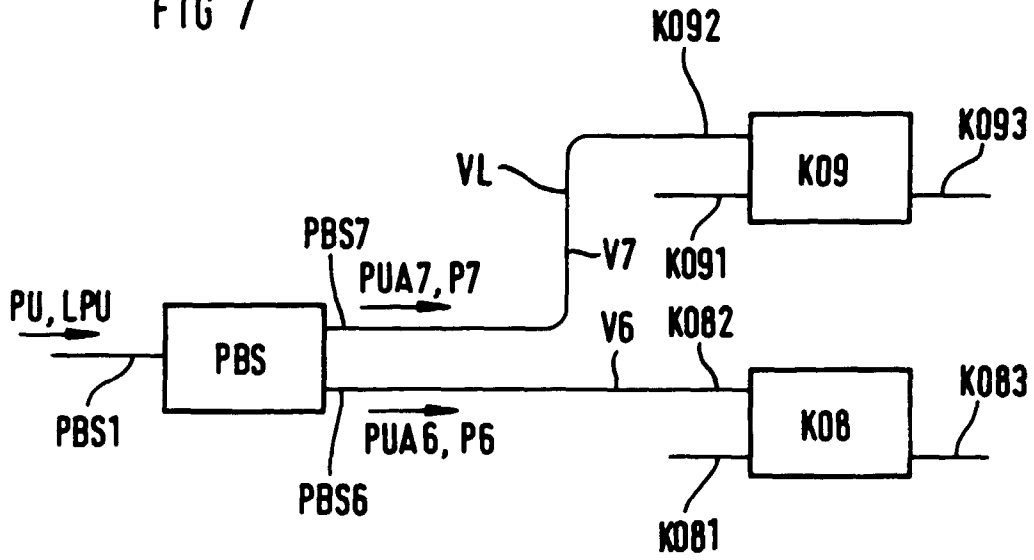 FIG 7
K092
K093
K09
VL
K091
V7
PBS7
PUA7, P7
PU, LPU
V6
K082
PBS
K083
PBS1
K08
PUA6, P6
PBS6
K081